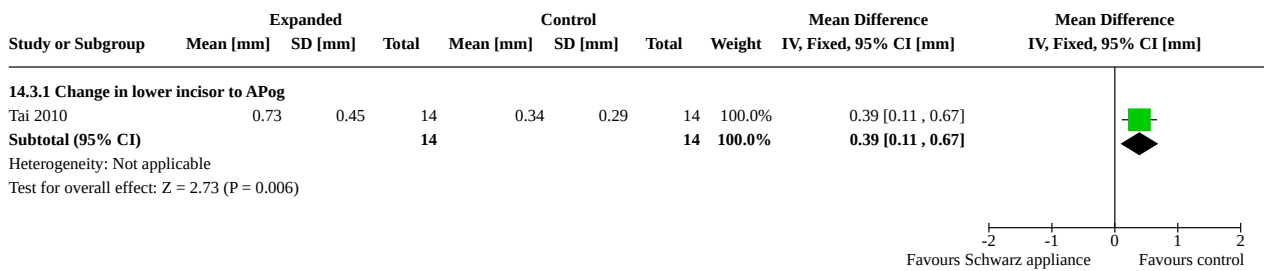 Expanded Control Mean Difference Mean Difference
Study or Subgroup Mean [mm] SD [mm] Total Mean [mm] SD [mm] Total Weight IV, Fixed, 95% CI [mm] IV, Fixed, 95% CI [mm]
14.3.1 Change in lower incisor to APog
Tai 2010 0.73 0.45 14 0.34 0.29 14 100.0% 0.39 [0.11 , 0.67]
Subtotal (95% CI) 14 14 100.0% 0.39 [0.11 , 0.67]
Heterogeneity: Not applicable
Test for overall effect: Z = 2.73 (P = 0.006)
-2 -1 0 1 2
Favours Schwarz appliance Favours control